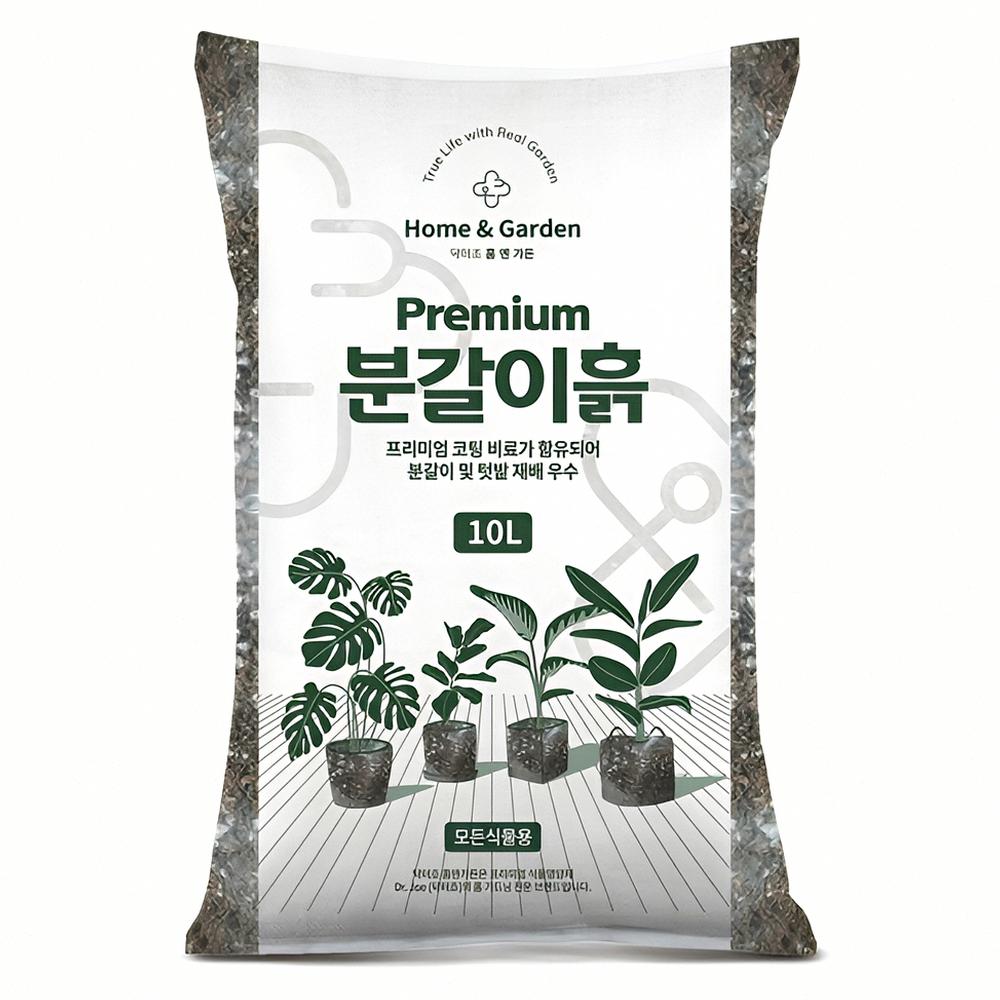 True Life with Real Garden
Home & Garden
닥터조 홈 앤 가든
Premium
분갈이흙
프리미엄 코팅 비료가 함유되어
분갈이 및 텃밭 재배 우수
10L
모든식물용